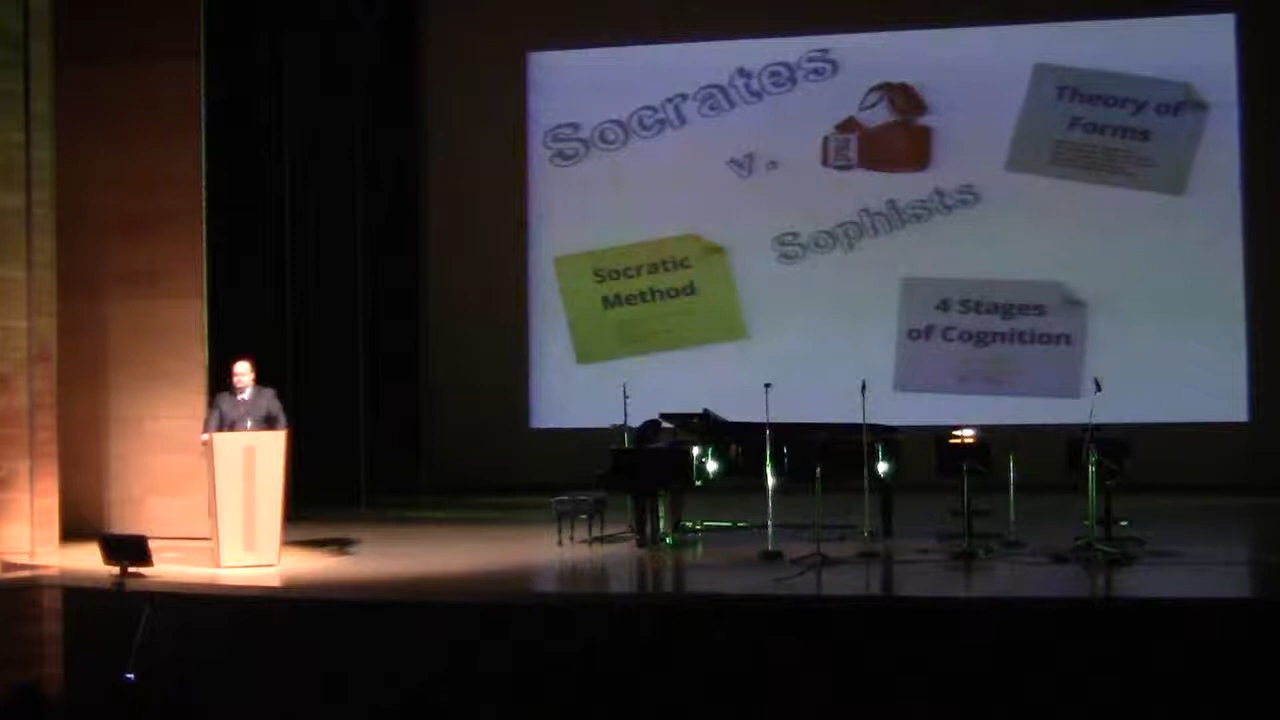 Socrates
v.
Sophists
Theory of
Forms
Socratic
Method
4 Stages
of Cognition